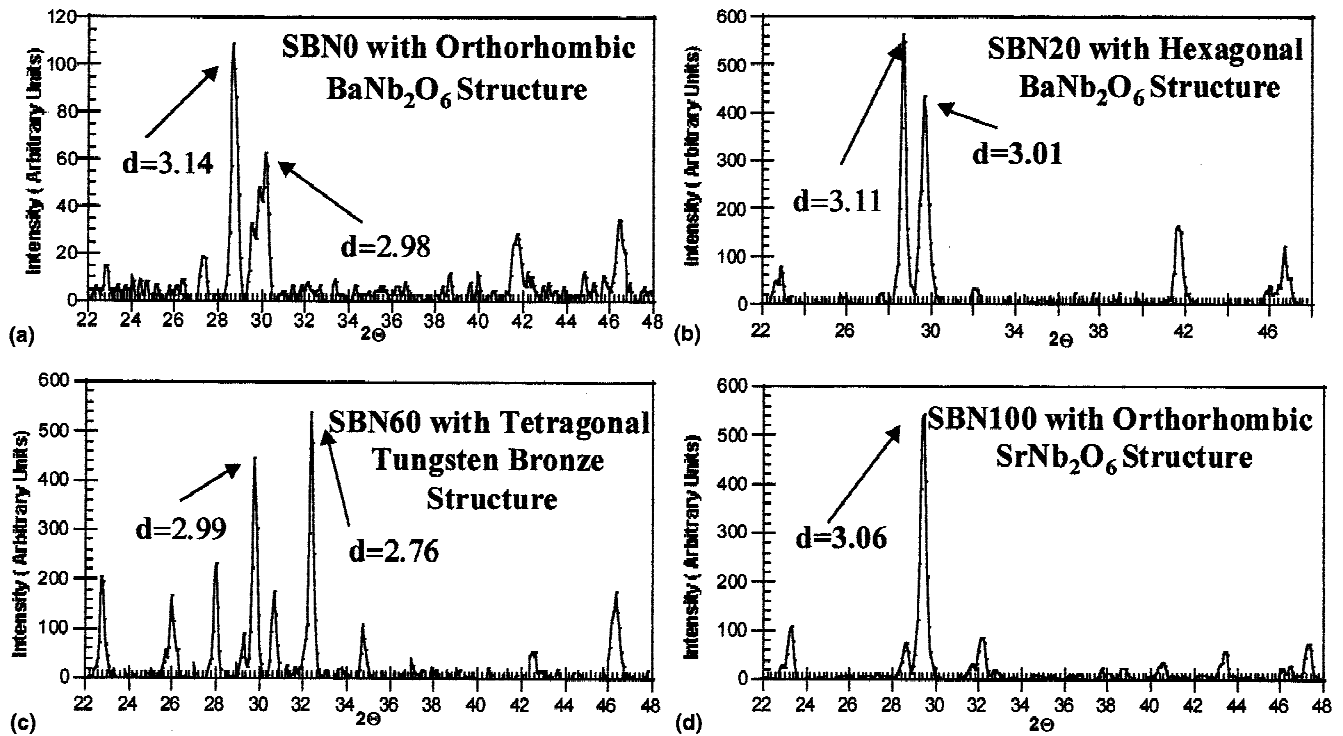 120
100
80
60
40
20
0
Intensity ( Arbitrary Units)
SBN0 with Orthorhombic
BaNb2O6 Structure
d=3.14
d=2.98
22 24 26 28 30 32 34 36 38 40 42 44 46 48
2Θ
(a)
600
500
400
300
200
100
0
Intensity ( Arbitrary Units)
SBN20 with Hexagonal
BaNb2O6 Structure
d=3.01
d=3.11
22 26 30 34 38 42 46
2Θ
(b)
600
500
400
300
200
100
0
Intensity ( Arbitrary Units)
SBN60 with Tetragonal
Tungsten Bronze
Structure
d=2.99
d=2.76
22 24 26 28 30 32 34 36 38 40 42 44 46 48
2Θ
(c)
600
500
400
300
200
100
0
Intensity ( Arbitrary Units)
SBN100 with Orthorhombic
SrNb2O6 Structure
d=3.06
22 24 26 28 30 32 34 36 38 40 42 44 46 48
2Θ
(d)